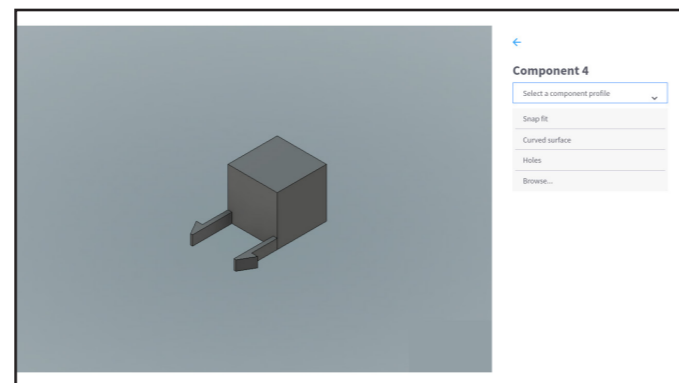 Component 4
Select a component profile
Snap fit
Curved surface
Holes
Browse...